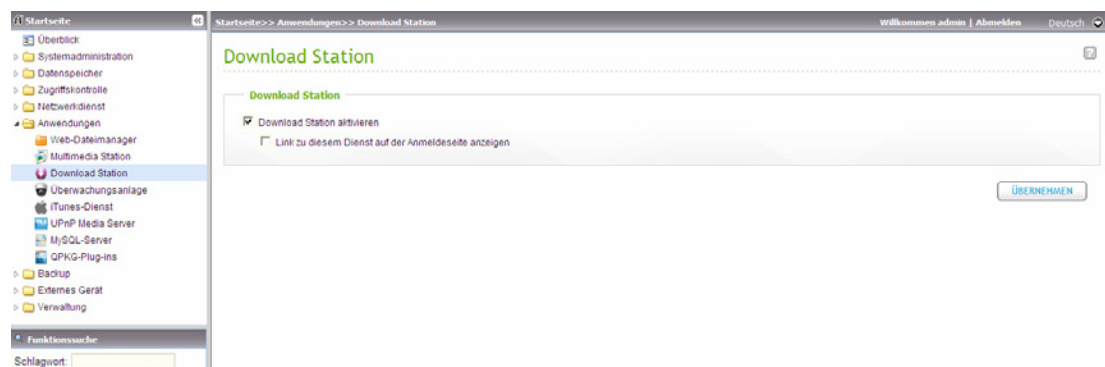 Startseite
Überblick
Systemadministration
Datenspeicher
Zugriffskontrolle
Netzwerkdienst
Anwendungen
Web-Dateimanager
Multimedia Station
Download Station
Überwachungsanlage
iTunes-Dienst
UPnP Media Server
MySQL-Server
QPKG-Plug-ins
Backup
Externes Gerät
Verwaltung
Funktionssuche
Schlagwort:
Startseite>> Anwendungen>> Download Station
Willkommen admin | Abmelden Deutsch
Download Station
Download Station
Download Station aktivieren
Link zu diesem Dienst auf der Anmeldeseite anzeigen
ÜBERNEHMEN